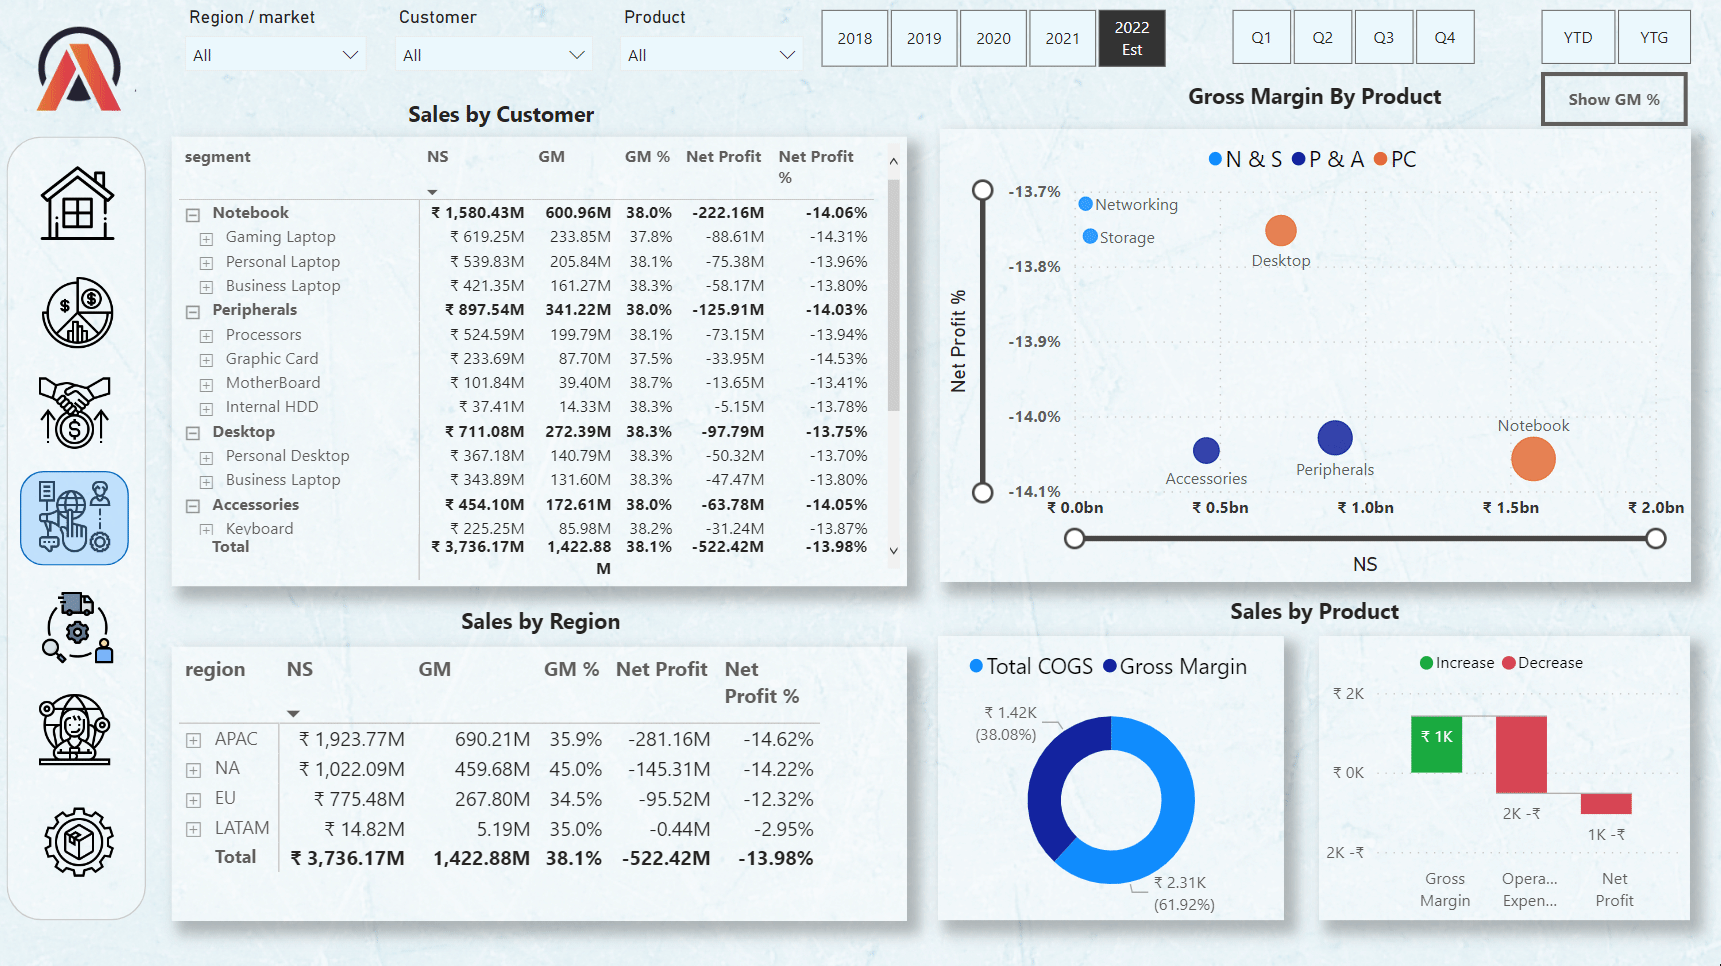 Region / market
Customer
Product
All
All
All
2018
2019
2020
2021
2022
Est
Q1
Q2
Q3
Q4
YTD
YTG
Show GM %
Sales by Customer
segment NS GM GM % Net Profit Net Profit
%
Notebook ₹ 1,580.43M 600.96M 38.0% -222.16M -14.06%
Gaming Laptop ₹ 619.25M 233.85M 37.8% -88.61M -14.31%
Personal Laptop ₹ 539.83M 205.84M 38.1% -75.38M -13.96%
Business Laptop ₹ 421.35M 161.27M 38.3% -58.17M -13.80%
Peripherals ₹ 897.54M 341.22M 38.0% -125.91M -14.03%
Processors ₹ 524.59M 199.79M 38.1% -73.15M -13.94%
Graphic Card ₹ 233.69M 87.70M 37.5% -33.95M -14.53%
MotherBoard ₹ 101.84M 39.40M 38.7% -13.65M -13.41%
Internal HDD ₹ 37.41M 14.33M 38.3% -5.15M -13.78%
Desktop ₹ 711.08M 272.39M 38.3% -97.79M -13.75%
Personal Desktop ₹ 367.18M 140.79M 38.3% -50.32M -13.70%
Business Laptop ₹ 343.89M 131.60M 38.3% -47.47M -13.80%
Accessories ₹ 454.10M 172.61M 38.0% -63.78M -14.05%
Keyboard ₹ 225.25M 85.98M 38.2% -31.24M -13.87%
Total ₹ 3,736.17M 1,422.88 38.1% -522.42M -13.98%
M
Gross Margin By Product
N & S P & A PC
Net Profit %
-13.7%
-13.8%
-13.9%
-14.0%
-14.1%
Networking
Storage
Desktop
Notebook
Accessories
Peripherals
₹ 0.0bn ₹ 0.5bn ₹ 1.0bn ₹ 1.5bn ₹ 2.0bn
NS
Sales by Region
region NS GM GM % Net Profit Net
Profit %
APAC ₹ 1,923.77M 690.21M 35.9% -281.16M -14.62%
NA ₹ 1,022.09M 459.68M 45.0% -145.31M -14.22%
EU ₹ 775.48M 267.80M 34.5% -95.52M -12.32%
LATAM ₹ 14.82M 5.19M 35.0% -0.44M -2.95%
Total ₹ 3,736.17M 1,422.88M 38.1% -522.42M -13.98%
Sales by Product
Total COGS Gross Margin
₹ 1.42K
(38.08%)
₹ 2.31K
(61.92%)
Increase Decrease
₹ 2K
₹ 0K
2K -₹
₹ 1K
2K -₹
1K -₹
Gross
Margin
Opera...
Expen...
Net
Profit